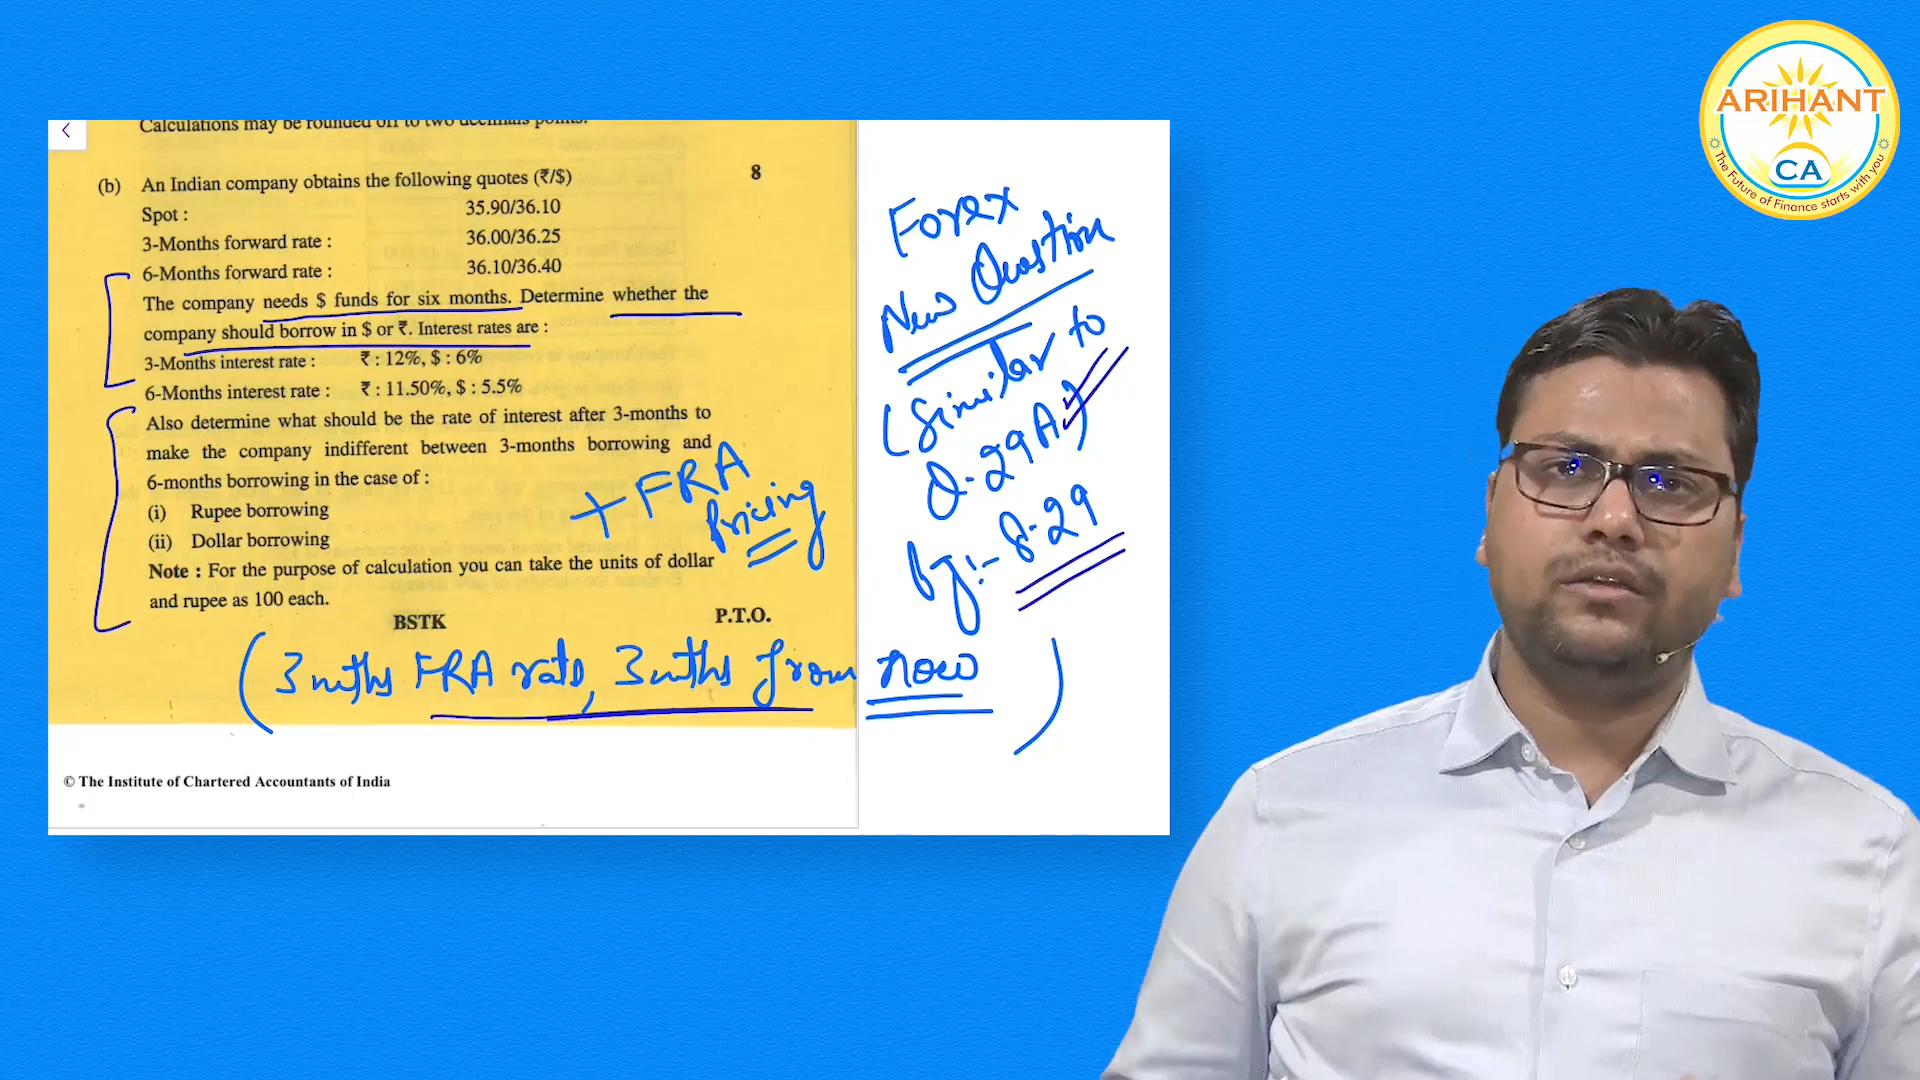 Calculations may be rounded off to two decimals points.
(b) An Indian company obtains the following quotes (₹/$) 8
Spot : 35.90/36.10
3-Months forward rate : 36.00/36.25
6-Months forward rate : 36.10/36.40
The company needs $ funds for six months. Determine whether the
company should borrow in $ or ₹. Interest rates are :
3-Months interest rate : ₹ : 12%, $ : 6%
6-Months interest rate : ₹ : 11.50%, $ : 5.5%
Also determine what should be the rate of interest after 3-months to
make the company indifferent between 3-months borrowing and
6-months borrowing in the case of :
(i) Rupee borrowing
(ii) Dollar borrowing
Note : For the purpose of calculation you can take the units of dollar
and rupee as 100 each.
BSTK P.T.O.
+ FRA
Pricing
(3 mths FRA rate, 3 mths from now)
© The Institute of Chartered Accountants of India
Forex
New Question
(Similar to
Q-29A)
Pg:- 8.29
ARIHANT
CA
The Future of Finance starts with you